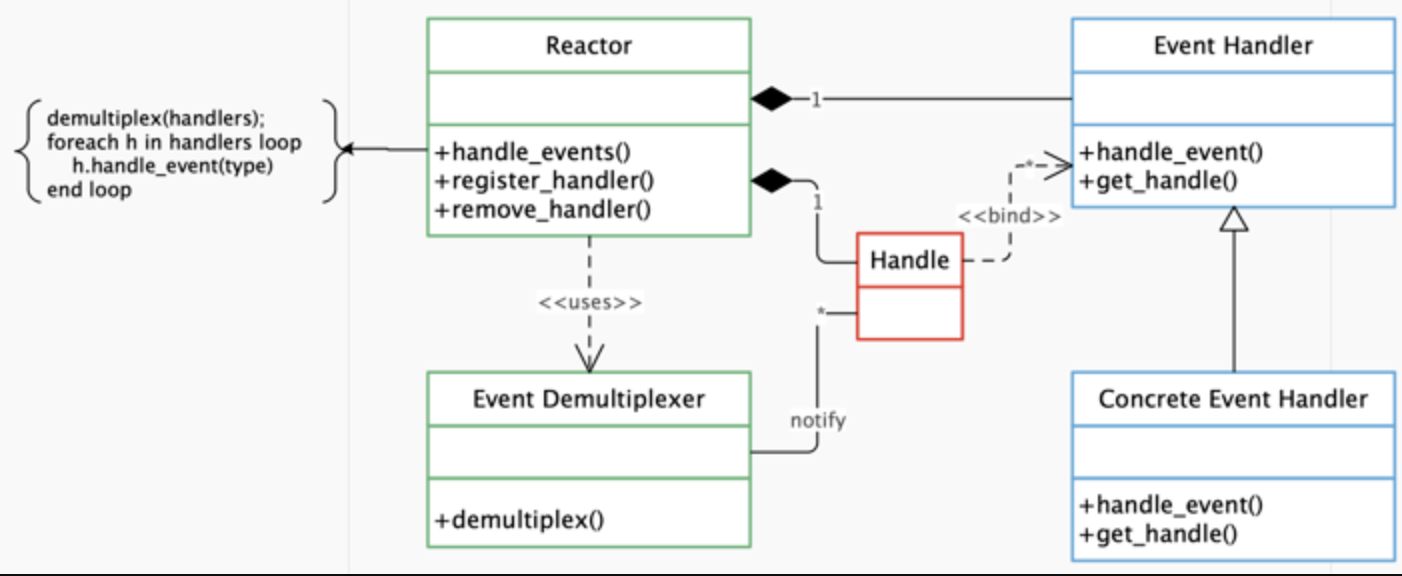 Reactor
+handle_events()
+register_handler()
+remove_handler()
demultiplex(handlers);
foreach h in handlers loop
h.handle_event(type)
end loop
1
1
Event Handler
+handle_event()
+get_handle()
*
<<bind>>
Handle
<<uses>>
*
notify
Event Demultiplexer
+demultiplex()
Concrete Event Handler
+handle_event()
+get_handle()